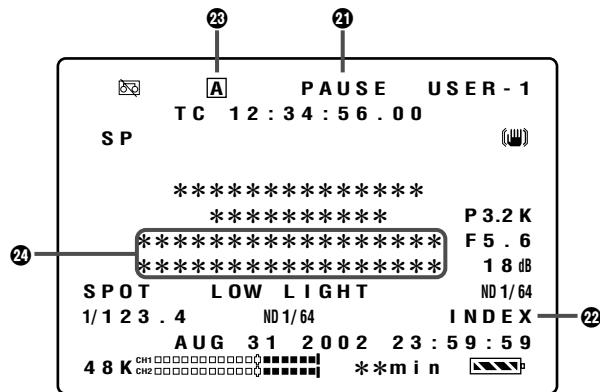 ㉓ ㉑
A PAUSE USER-1
TC 12:34:56.00
SP
**************
********** P3.2K
㉔ ***************** F5.6
***************** 18dB
SPOT LOW LIGHT ND1/64
1/123.4 ND1/64 INDEX ㉒
AUG 31 2002 23:59:59
48K CH1
CH2 **min